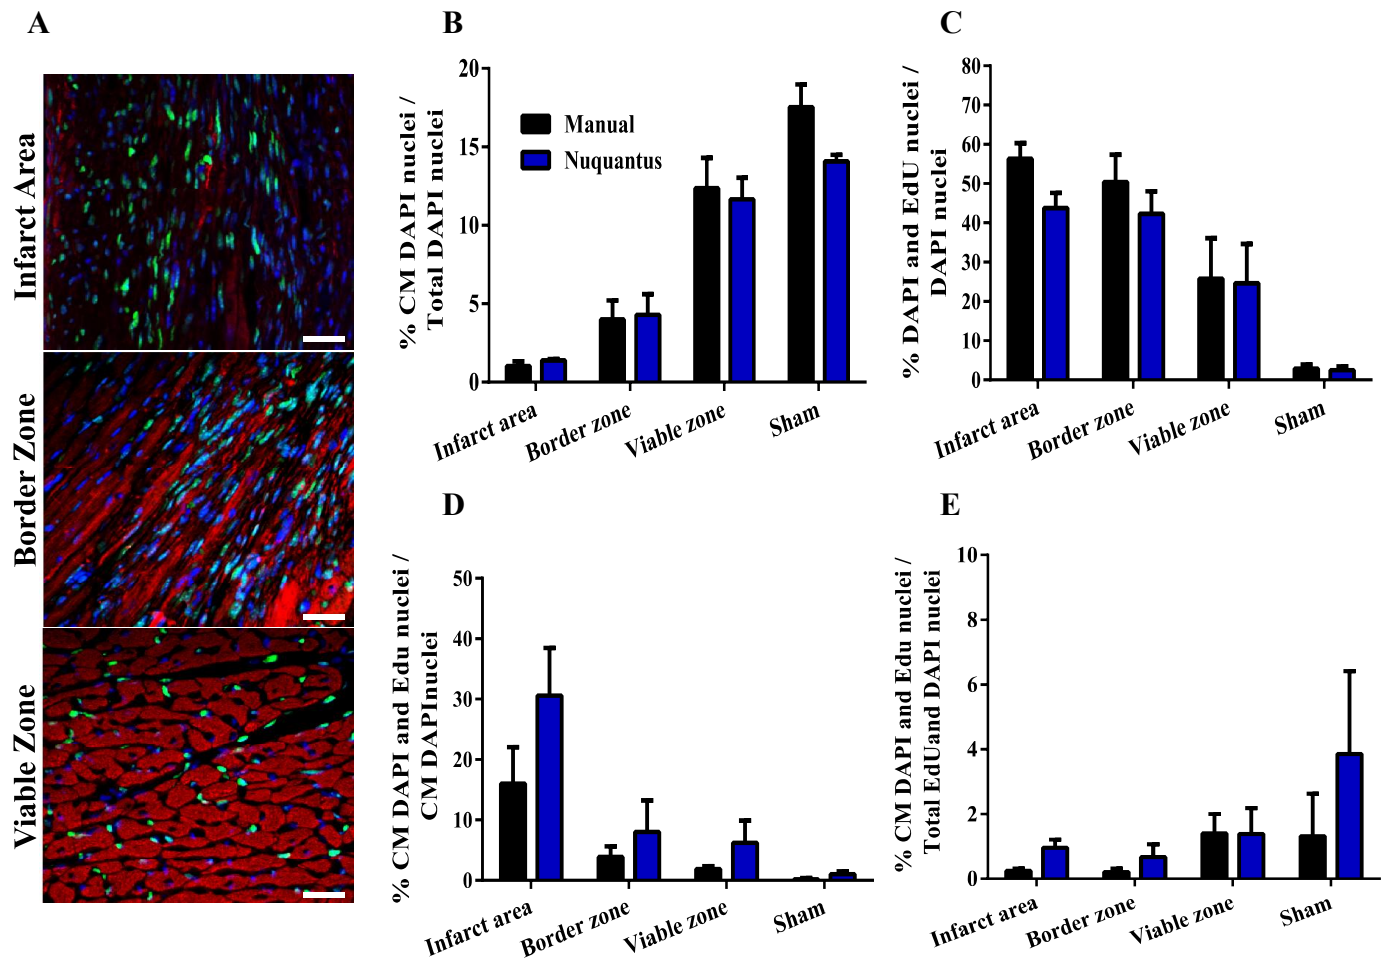 A
Infarct Area
Border Zone
Viable Zone
B
% CM DAPI nuclei /
Total DAPI nuclei
20
15
10
5
0
Manual
Nuquantus
Infarct area
Border zone
Viable zone
Sham
C
% DAPI and EdU nuclei /
DAPI nuclei
80
70
60
50
40
30
20
10
0
Infarct area
Border zone
Viable zone
Sham
D
% CM DAPI and Edu nuclei /
CM DAPInuclei
50
40
30
20
10
0
Infarct area
Border zone
Viable zone
Sham
E
% CM DAPI and Edu nuclei /
Total EdUand DAPI nuclei
10
8
6
4
2
0
Infarct area
Border zone
Viable zone
Sham